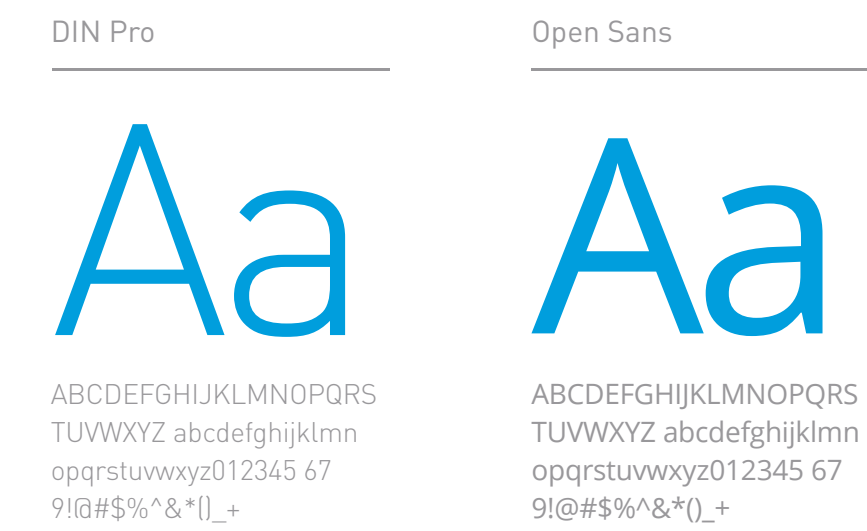 DIN Pro
Aa
ABCDEFGHIJKLMNOPQRS
TUVWXYZ abcdefghijklmn
opqrstuvwxyz012345 67
9!@#$%^&*()_+
Open Sans
Aa
ABCDEFGHIJKLMNOPQRS
TUVWXYZ abcdefghijklmn
opqrstuvwxyz012345 67
9!@#$%^&*()_+